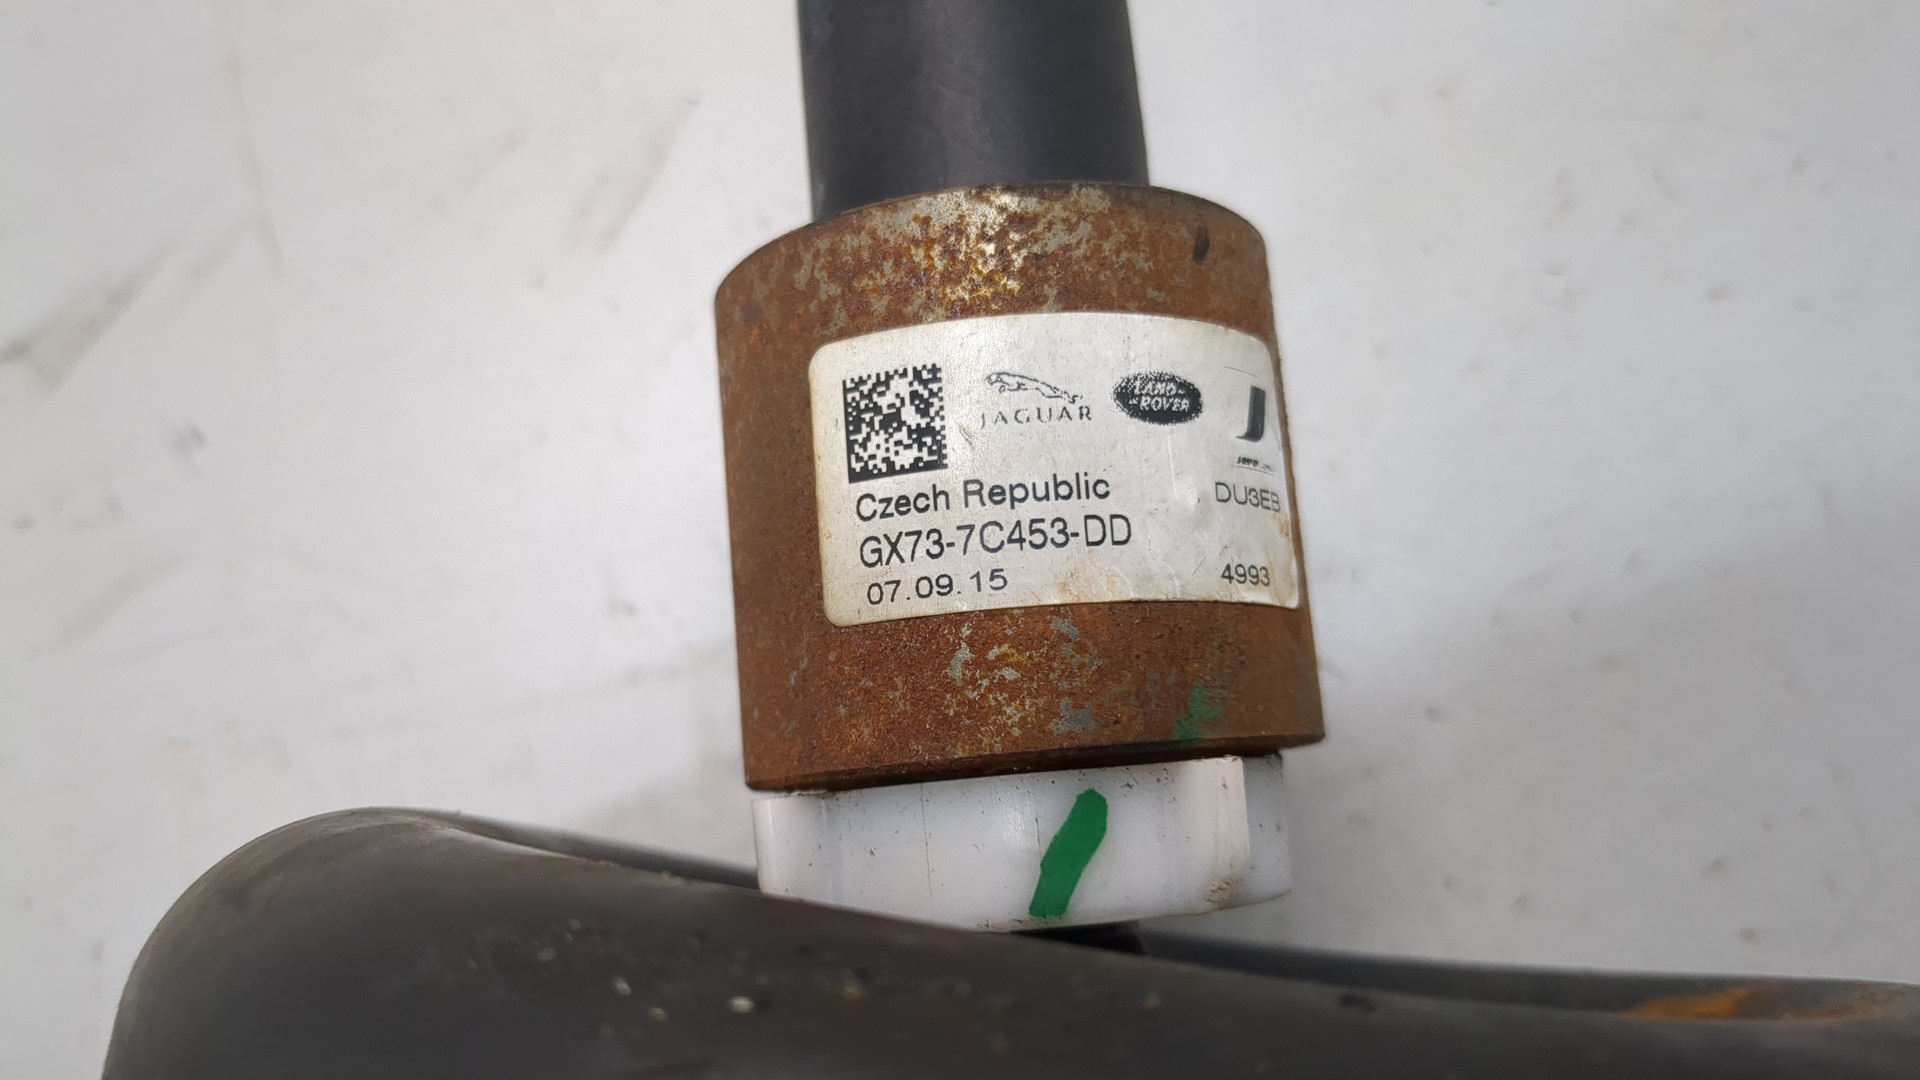 JAGUAR
LAND-
-ROVER
Czech Republic
DU3EB
GX73-7C453-DD
07.09.15
4993